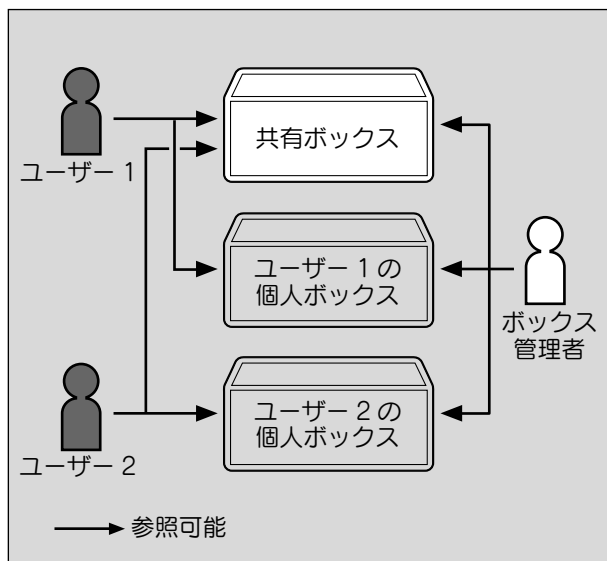 共有ボックス
ユーザー 1
ユーザー 1 の
個人ボックス
ボックス
管理者
ユーザー 2 の
個人ボックス
ユーザー 2
参照可能